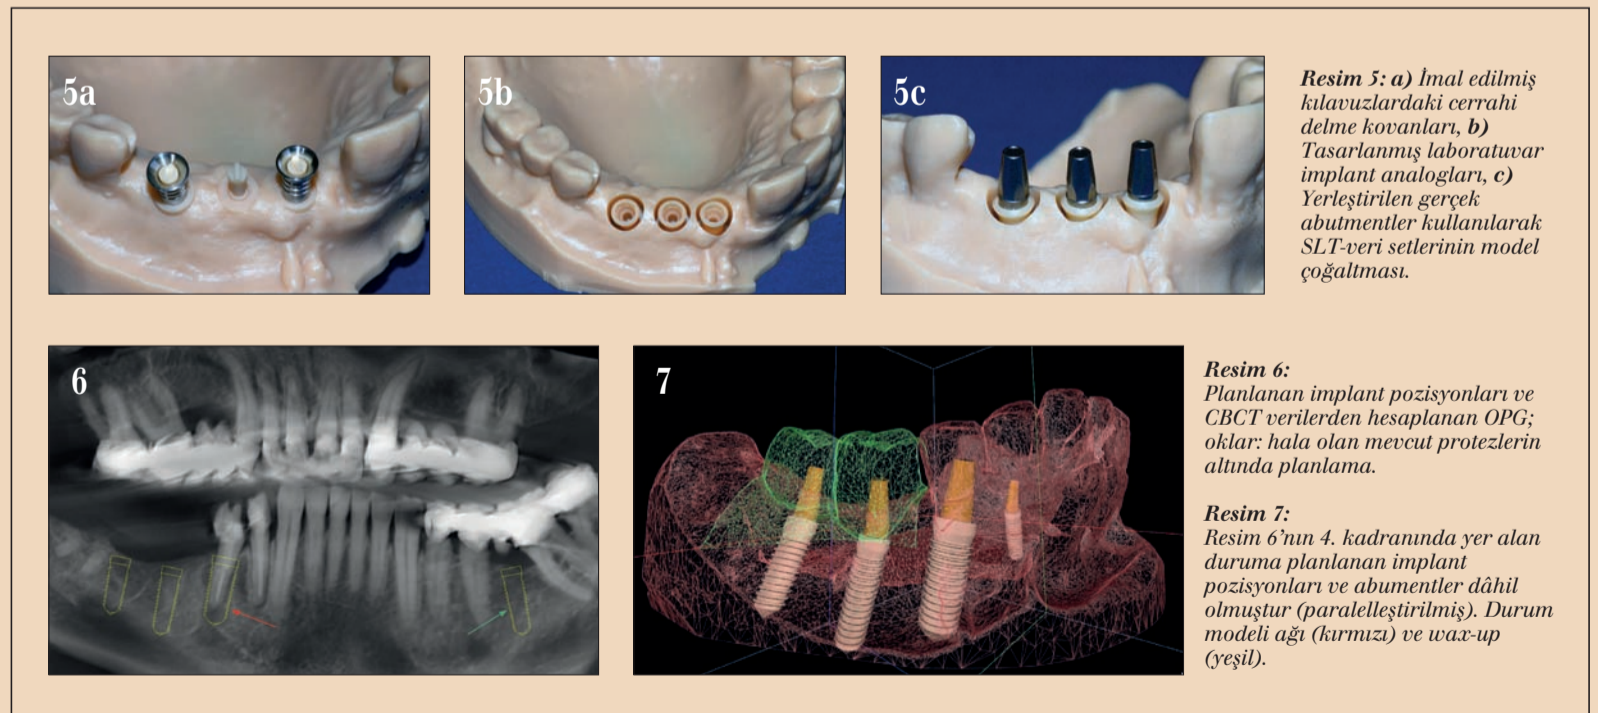 5a
5b
5c
Resim 5: a) İmal edilmiş
kılavuzlardaki cerrahi
delme kovanları, b)
Tasarlanmış laboratuvar
implant analogları, c)
Yerleştirilen gerçek
abutmentler kullanılarak
SLT-veri setlerinin model
çoğaltması.
6
7
Resim 6:
Planlanan implant pozisyonları ve
CBCT verilerden hesaplanan OPG;
oklar: hala olan mevcut protezlerin
altında planlama.
Resim 7:
Resim 6’nın 4. kadranında yer alan
duruma planlanan implant
pozisyonları ve abumentler dâhil
olmuştur (paralelleştirilmiş). Durum
modeli ağı (kırmızı) ve wax-up
(yeşil).